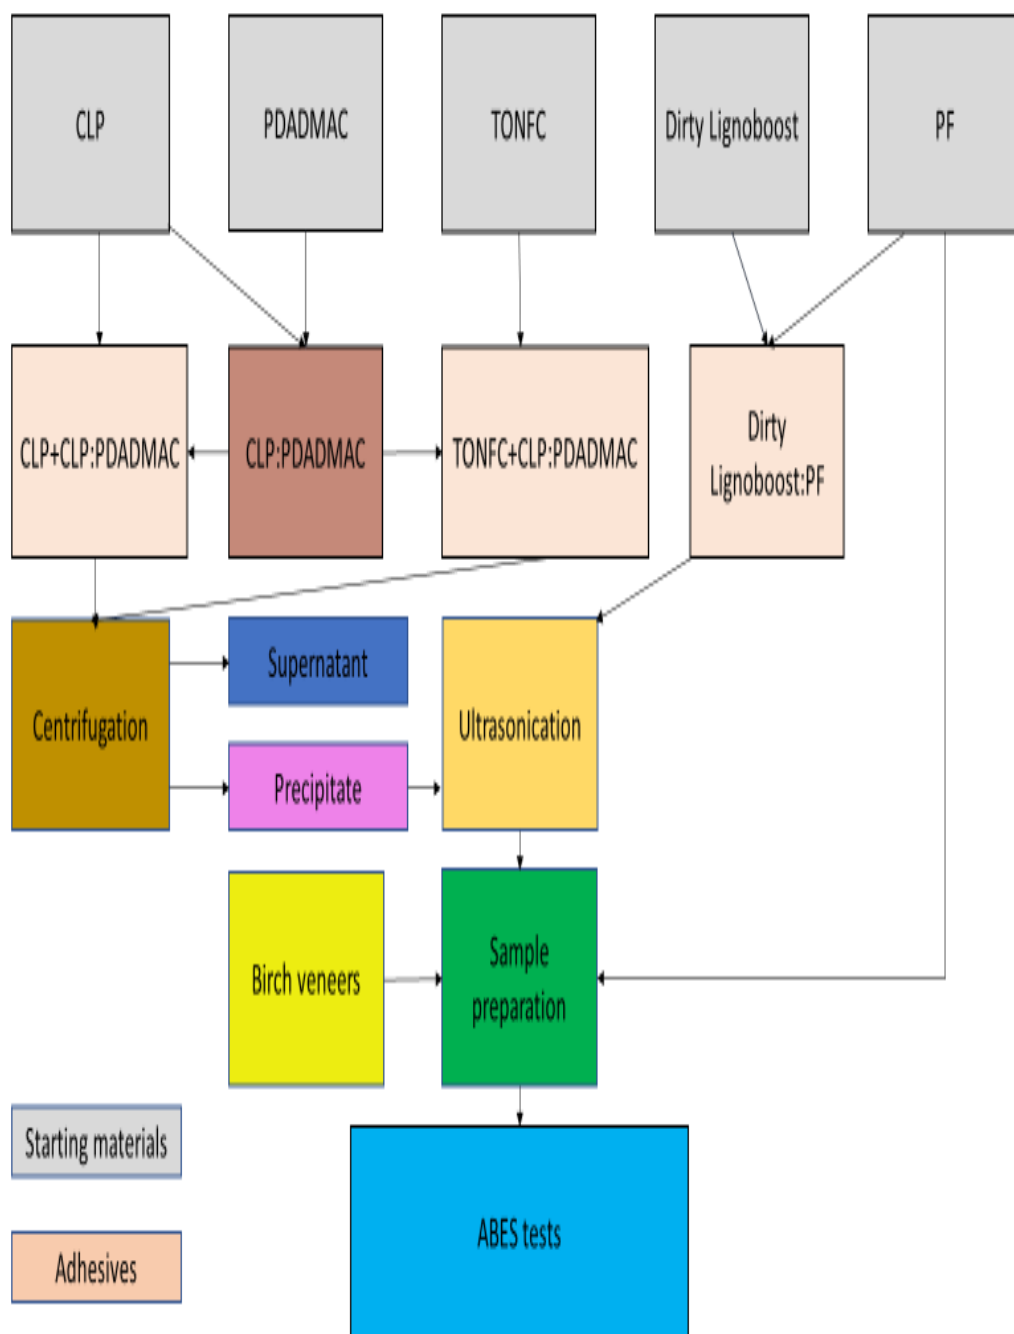 CLP
PDADMAC
TONFC
Dirty Lignoboost
PF
CLP+CLP:PDADMAC
CLP:PDADMAC
TONFC+CLP:PDADMAC
Dirty
Lignoboost:PF
Centrifugation
Supernatant
Precipitate
Ultrasonication
Birch veneers
Sample
preparation
Starting materials
Adhesives
ABES tests